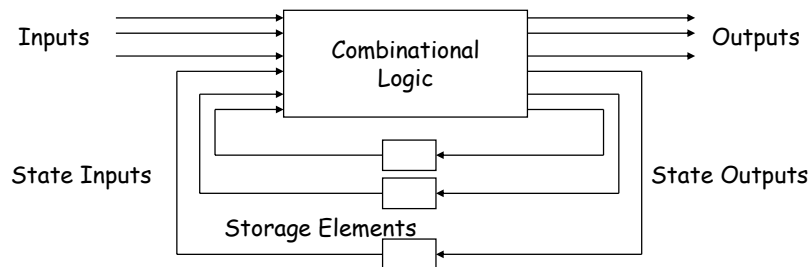 Inputs
Combinational
Logic
Outputs
State Inputs
State Outputs
Storage Elements